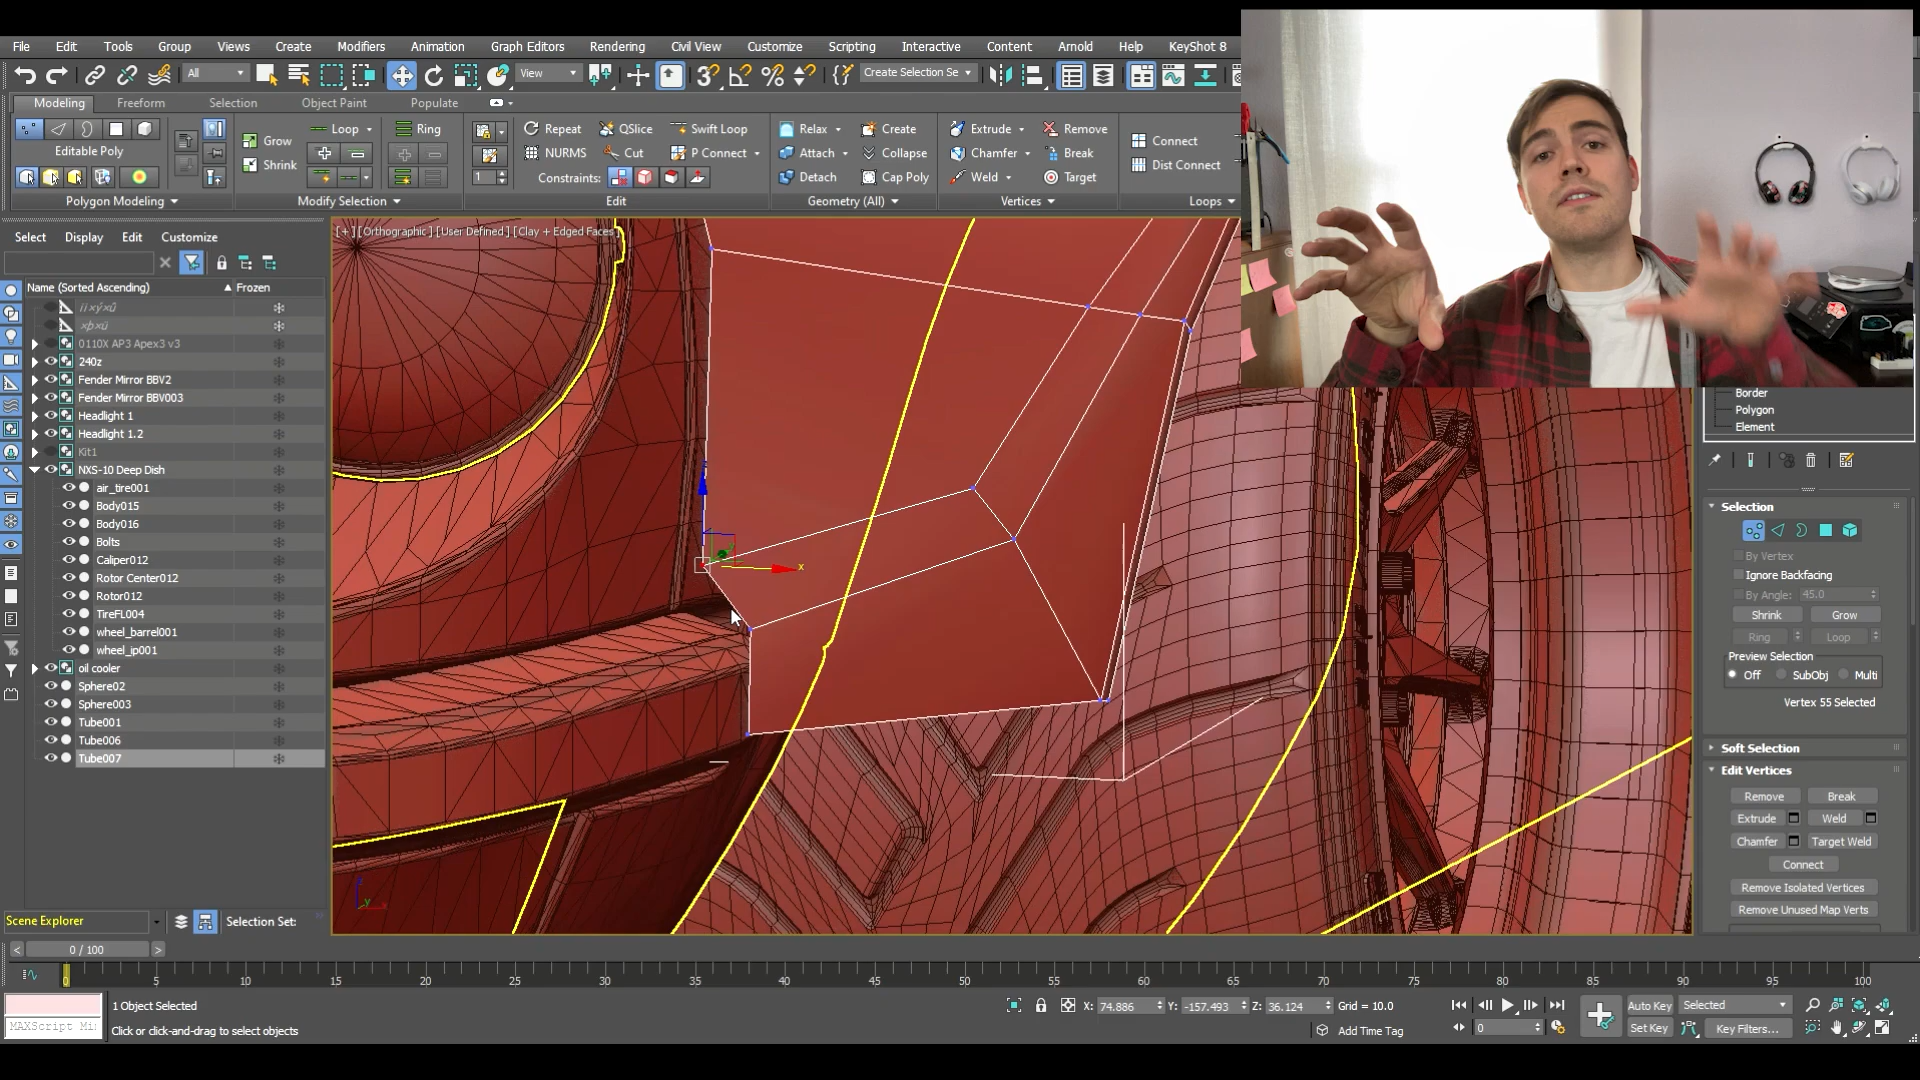 File Edit Tools Group Views Create Modifiers Animation Graph Editors Rendering Civil View Customize Scripting Interactive Content Arnold Help KeyShot 8
All View Create Selection Se
Modeling Freeform Selection Object Paint Populate
Editable Poly
Polygon Modeling
Grow Loop Ring
Shrink
Modify Selection
Repeat QSlice Swift Loop
NURMS Cut P Connect
1 Constraints:
Edit
Relax Create
Attach Collapse
Detach Cap Poly
Geometry (All)
Extrude Remove
Chamfer Break
Weld Target
Vertices
Connect
Dist Connect
Loops
Select Display Edit Customize
Name (Sorted Ascending) Frozen
0110X AP3 Apex3 v3
240z
Fender Mirror BBV2
Fender Mirror BBV003
Headlight 1
Headlight 1.2
Kit1
NXS-10 Deep Dish
air_tire001
Body015
Body016
Bolts
Caliper012
Rotor Center012
Rotor012
TireFL004
wheel_barrel001
wheel_ip001
oil cooler
Sphere02
Sphere003
Tube001
Tube006
Tube007
Scene Explorer Selection Set:
[+] [Orthographic] [User Defined] [Clay + Edged Faces]
x
Border
Polygon
Element
Selection
By Vertex
Ignore Backfacing
By Angle: 45.0
Shrink Grow
Ring Loop
Preview Selection
Off SubObj Multi
Vertex 55 Selected
Soft Selection
Edit Vertices
Remove Break
Extrude Weld
Chamfer Target Weld
Connect
Remove Isolated Vertices
Remove Unused Map Verts
< 0 / 100 >
0 5 10 15 20 25 30 35 40 45 50 55 60 65 70 75 80 85 90 95 100
MAXScript Mi
1 Object Selected
Click or click-and-drag to select objects
X: 74.886 Y: -157.493 Z: 36.124 Grid = 10.0
Add Time Tag
0
Auto Key Selected
Set Key Key Filters...